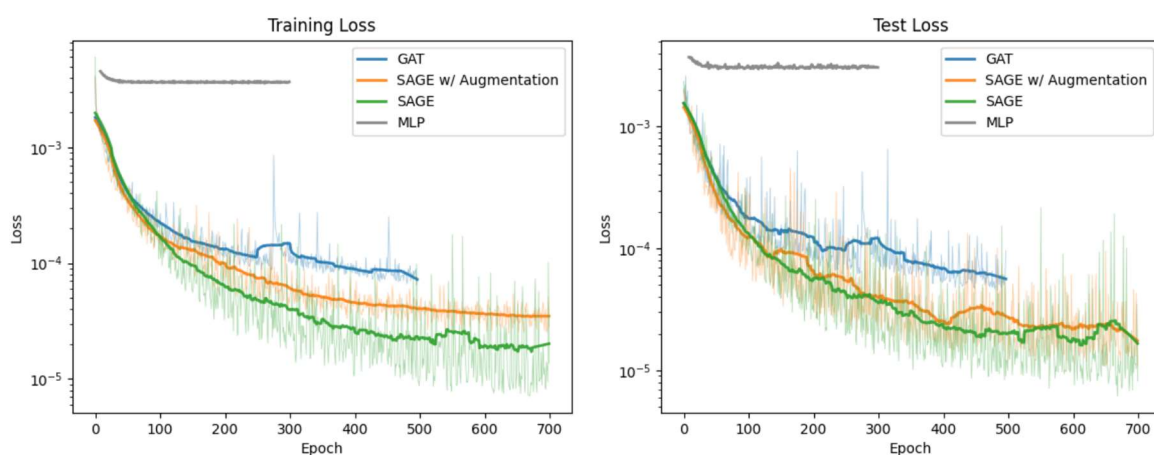 Training Loss
Loss
10⁻³
10⁻⁴
10⁻⁵
GAT
SAGE w/ Augmentation
SAGE
MLP
0 100 200 300 400 500 600 700
Epoch
Test Loss
Loss
10⁻³
10⁻⁴
10⁻⁵
GAT
SAGE w/ Augmentation
SAGE
MLP
0 100 200 300 400 500 600 700
Epoch